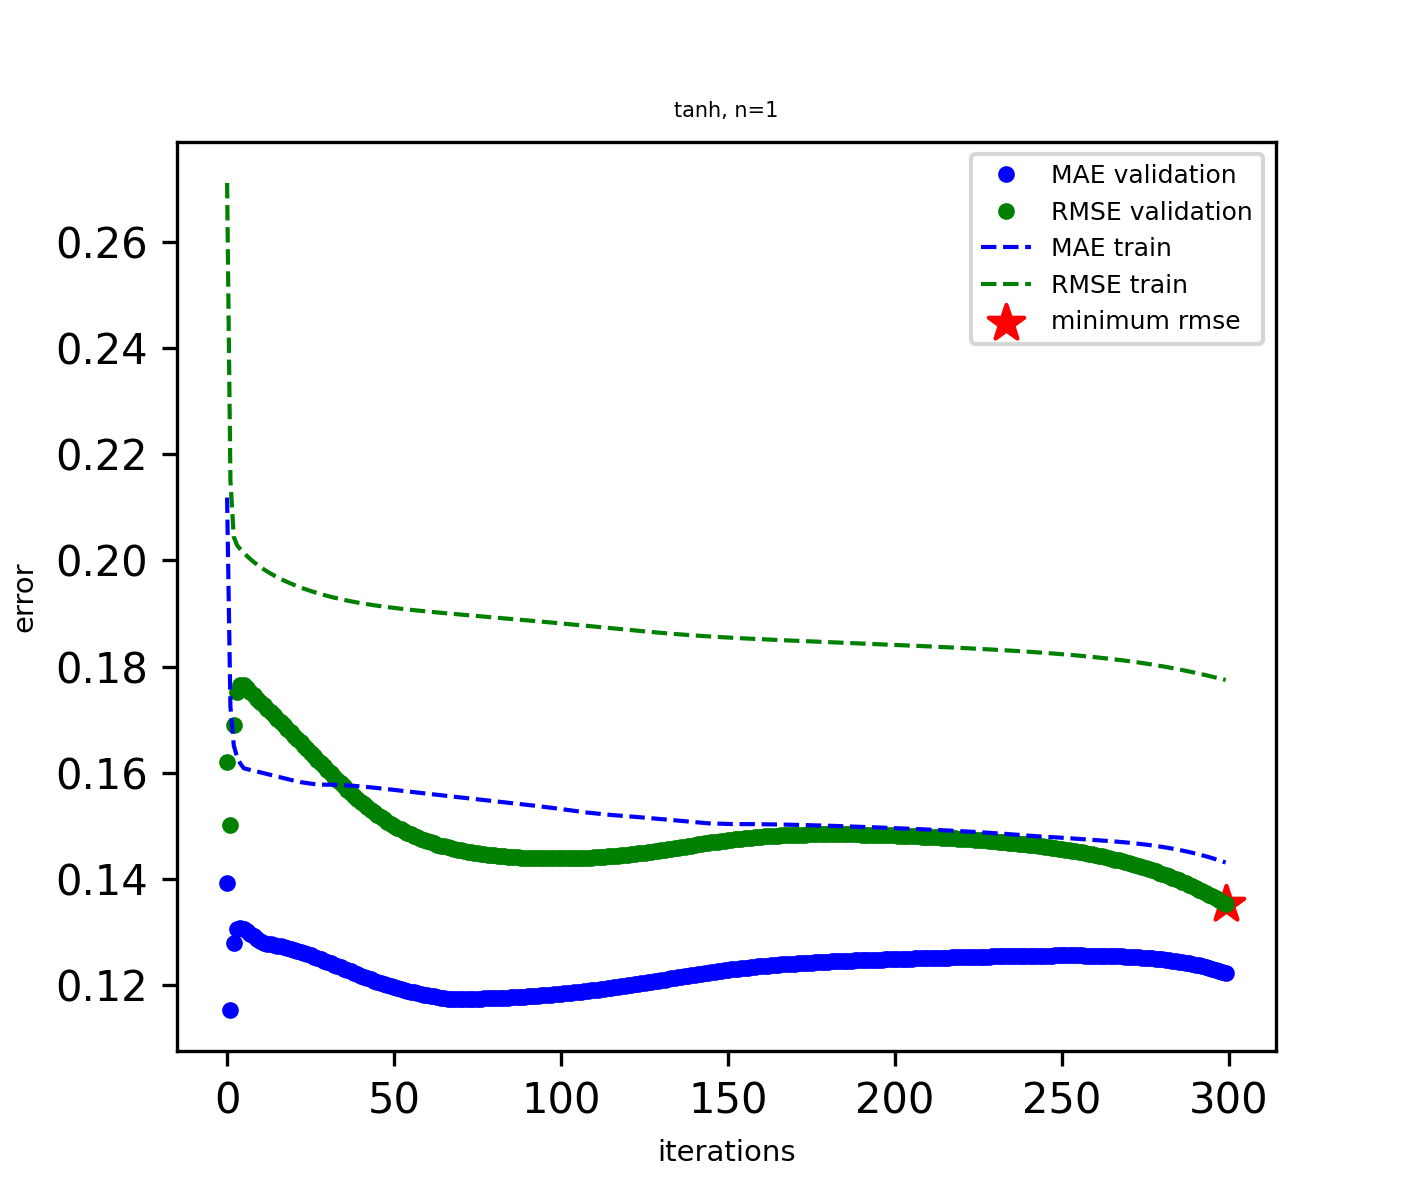 tanh, n=1
MAE validation
RMSE validation
MAE train
RMSE train
minimum rmse
error
0.26
0.24
0.22
0.20
0.18
0.16
0.14
0.12
0 50 100 150 200 250 300
iterations